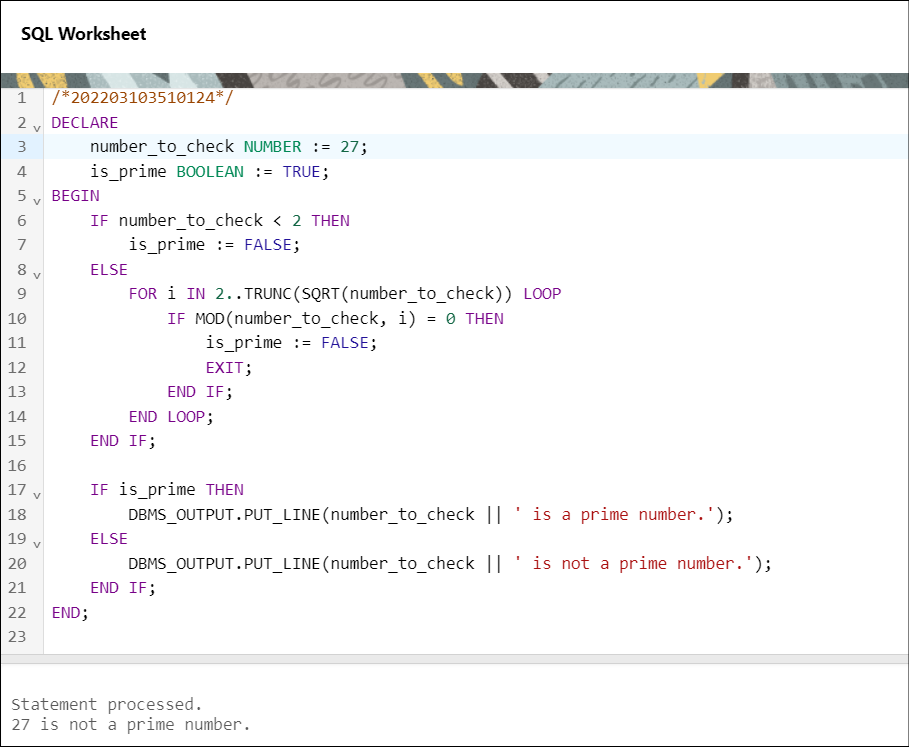 SQL Worksheet
1 /*202203103510124*/
2 DECLARE
3     number_to_check NUMBER := 27;
4     is_prime BOOLEAN := TRUE;
5 BEGIN
6     IF number_to_check < 2 THEN
7         is_prime := FALSE;
8     ELSE
9         FOR i IN 2..TRUNC(SQRT(number_to_check)) LOOP
10             IF MOD(number_to_check, i) = 0 THEN
11                 is_prime := FALSE;
12                 EXIT;
13             END IF;
14         END LOOP;
15     END IF;
16
17     IF is_prime THEN
18         DBMS_OUTPUT.PUT_LINE(number_to_check || ' is a prime number.');
19     ELSE
20         DBMS_OUTPUT.PUT_LINE(number_to_check || ' is not a prime number.');
21     END IF;
22 END;
23
Statement processed.
27 is not a prime number.